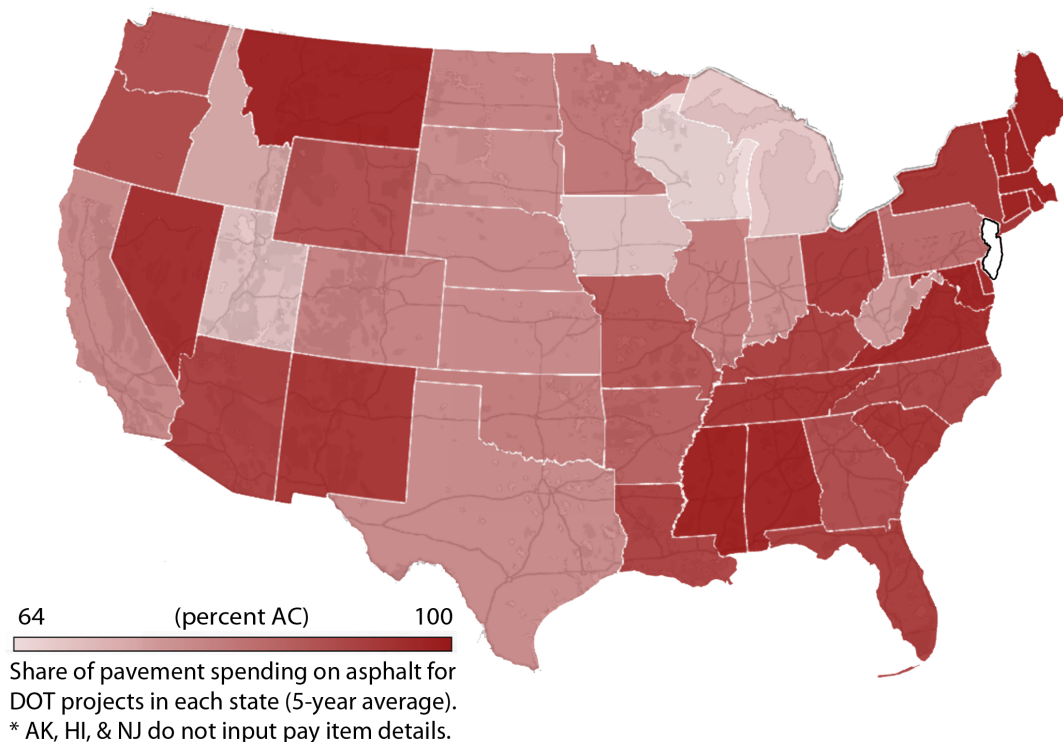 64 (percent AC) 100
Share of pavement spending on asphalt for
DOT projects in each state (5-year average).
* AK, HI, & NJ do not input pay item details.